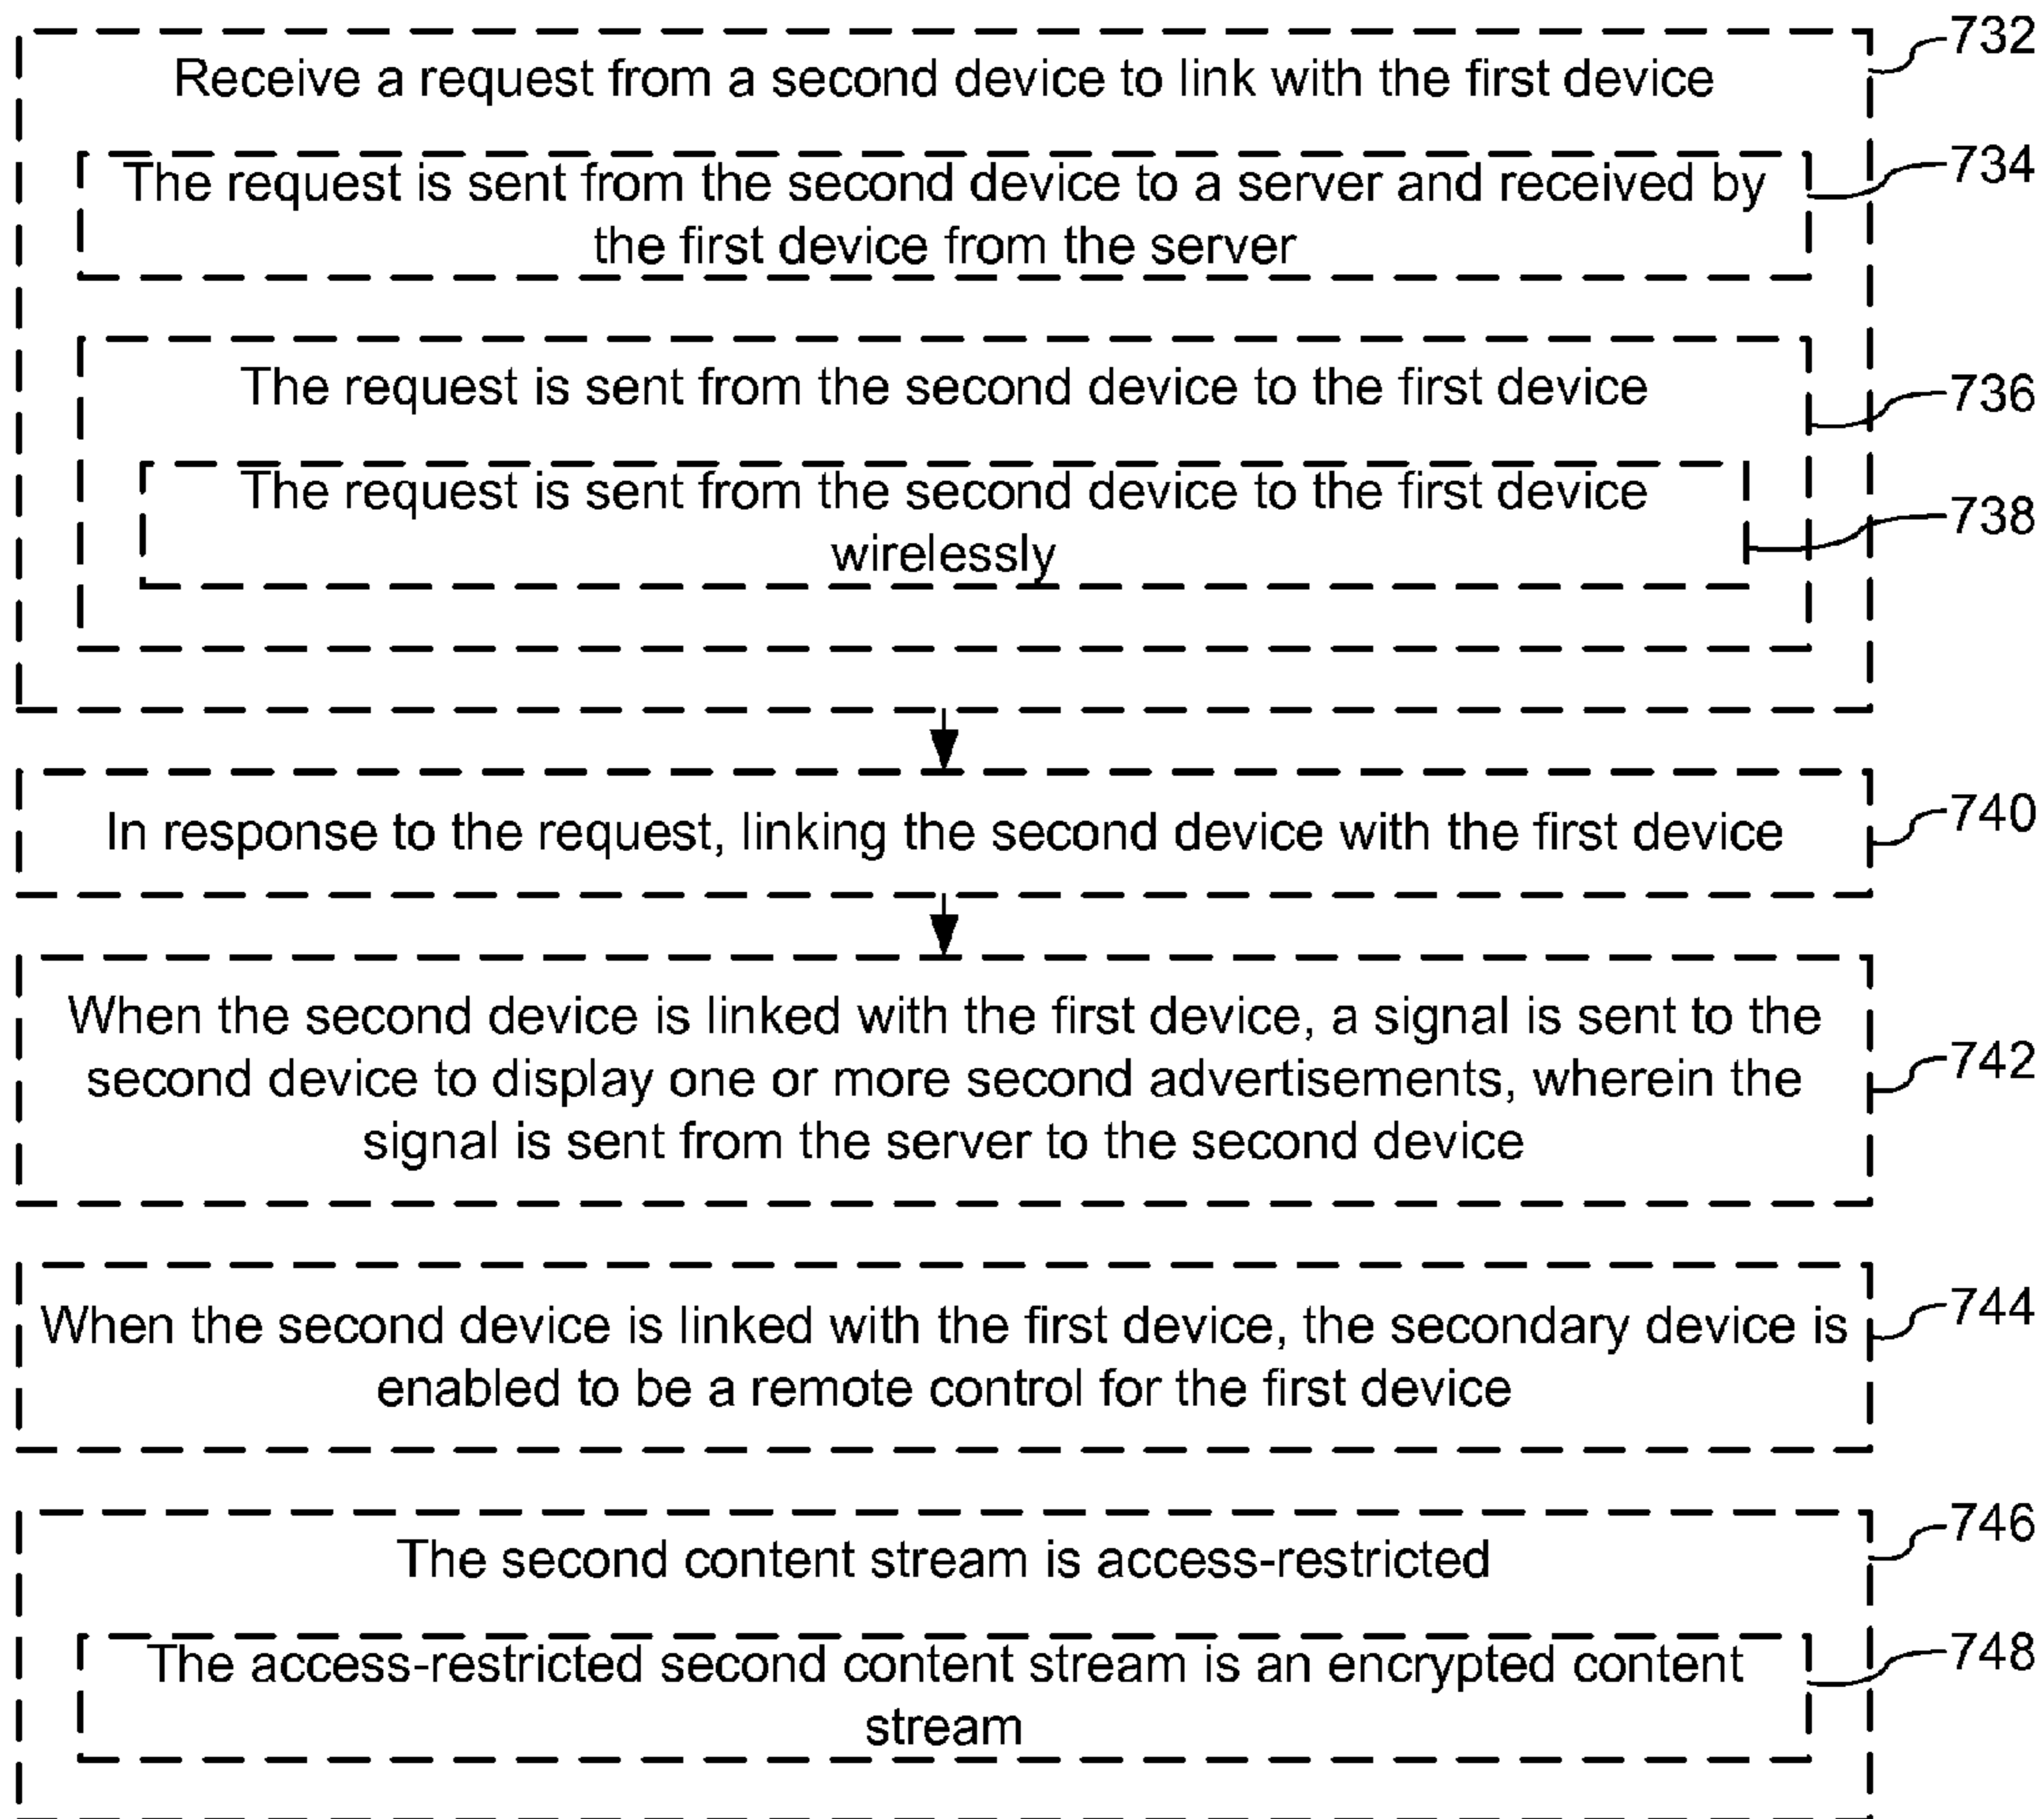 732
Receive a request from a second device to link with the first device
734
The request is sent from the second device to a server and received by
the first device from the server
736
The request is sent from the second device to the first device
738
The request is sent from the second device to the first device
wirelessly
740
In response to the request, linking the second device with the first device
742
When the second device is linked with the first device, a signal is sent to the
second device to display one or more second advertisements, wherein the
signal is sent from the server to the second device
744
When the second device is linked with the first device, the secondary device is
enabled to be a remote control for the first device
746
The second content stream is access-restricted
748
The access-restricted second content stream is an encrypted content
stream